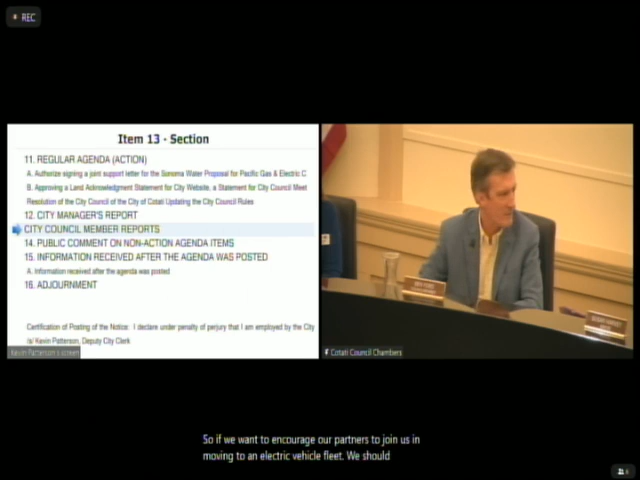 REC
Item 13 - Section
11. REGULAR AGENDA (ACTION)
A. Authorize signing a joint support letter for the Sonoma Water Proposal for Pacific Gas & Electric C
B. Approving a Land Acknowledgment Statement for City Website, a Statement for City Council Meet
Resolution of the City Council of the City of Cotati Updating the City Council Rules
12. CITY MANAGER'S REPORT
CITY COUNCIL MEMBER REPORTS
14. PUBLIC COMMENT ON NON-ACTION AGENDA ITEMS
15. INFORMATION RECEIVED AFTER THE AGENDA WAS POSTED
A. Information received after the agenda was posted
16. ADJOURNMENT
Certification of Posting of the Notice: I declare under penalty of perjury that I am employed by the City
/s/ Kevin Patterson, Deputy City Clerk
Kevin Patterson's screen
Cotati Council Chambers
So if we want to encourage our partners to join us in
moving to an electric vehicle fleet. We should